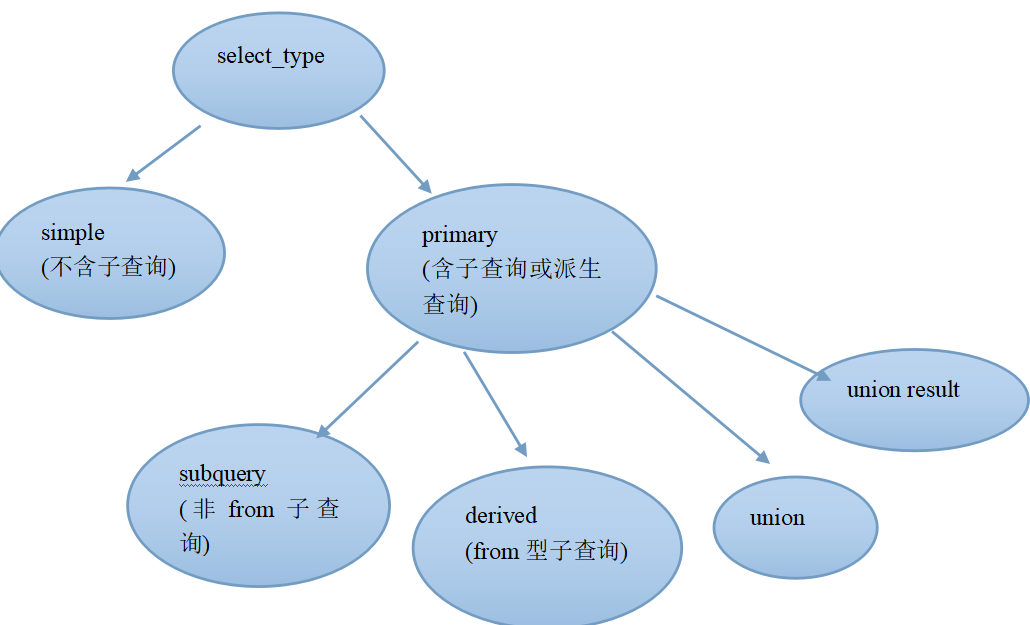 select_type
simple
(不含子查询)
primary
(含子查询或派生
查询)
union result
subquery
(非 from 子查
询)
derived
(from 型子查询)
union